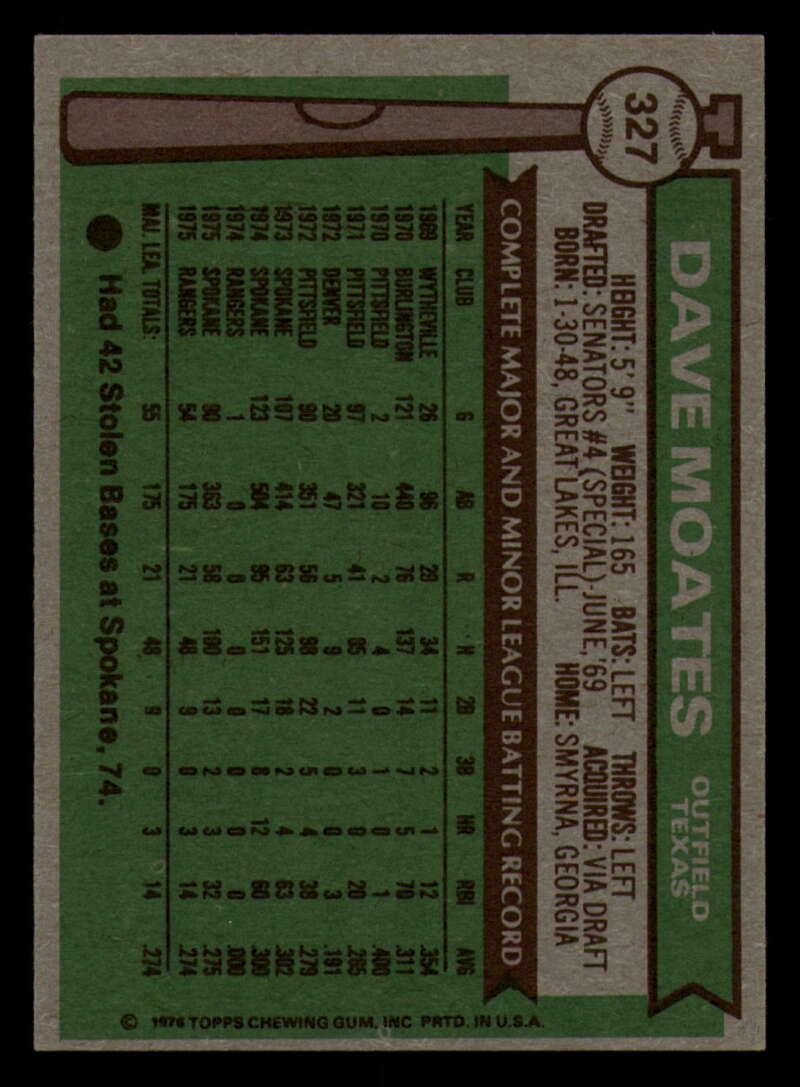 327
DAVE MOATES OUTFIELD
TEXAS
HEIGHT: 5'9" WEIGHT: 165 BATS: LEFT THROWS: LEFT
DRAFTED: SENATORS #4 (SPECIAL)-JUNE,'69 ACQUIRED: VIA DRAFT
BORN: 1-30-48, GREAT LAKES, ILL. HOME: SMYRNA, GEORGIA
COMPLETE MAJOR AND MINOR LEAGUE BATTING RECORD
YEAR CLUB G AB R H 2B 3B HR RBI AVG
1969 WYTHEVILLE 26 96 29 34 11 2 1 12 .354
1970 BURLINGTON 121 440 76 137 14 7 5 70 .311
1970 PITTSFIELD 2 10 2 4 0 1 0 1 .400
1971 PITTSFIELD 97 321 41 85 11 3 0 20 .265
1972 DENVER 20 47 5 9 2 0 0 3 .191
1972 PITTSFIELD 90 351 56 98 22 5 4 38 .279
1973 SPOKANE 107 414 63 125 18 2 4 63 .302
1974 SPOKANE 123 504 95 151 17 8 12 60 .300
1974 RANGERS 1 0 0 0 0 0 0 0 .000
1975 SPOKANE 90 363 58 100 13 2 3 32 .275
1975 RANGERS 54 175 21 48 9 0 3 14 .274
MAJ. LEA. TOTALS: 55 175 21 48 9 0 3 14 .274
Had 42 Stolen Bases at Spokane, 74.
© 1976 TOPPS CHEWING GUM, INC PRTD. IN U.S.A.